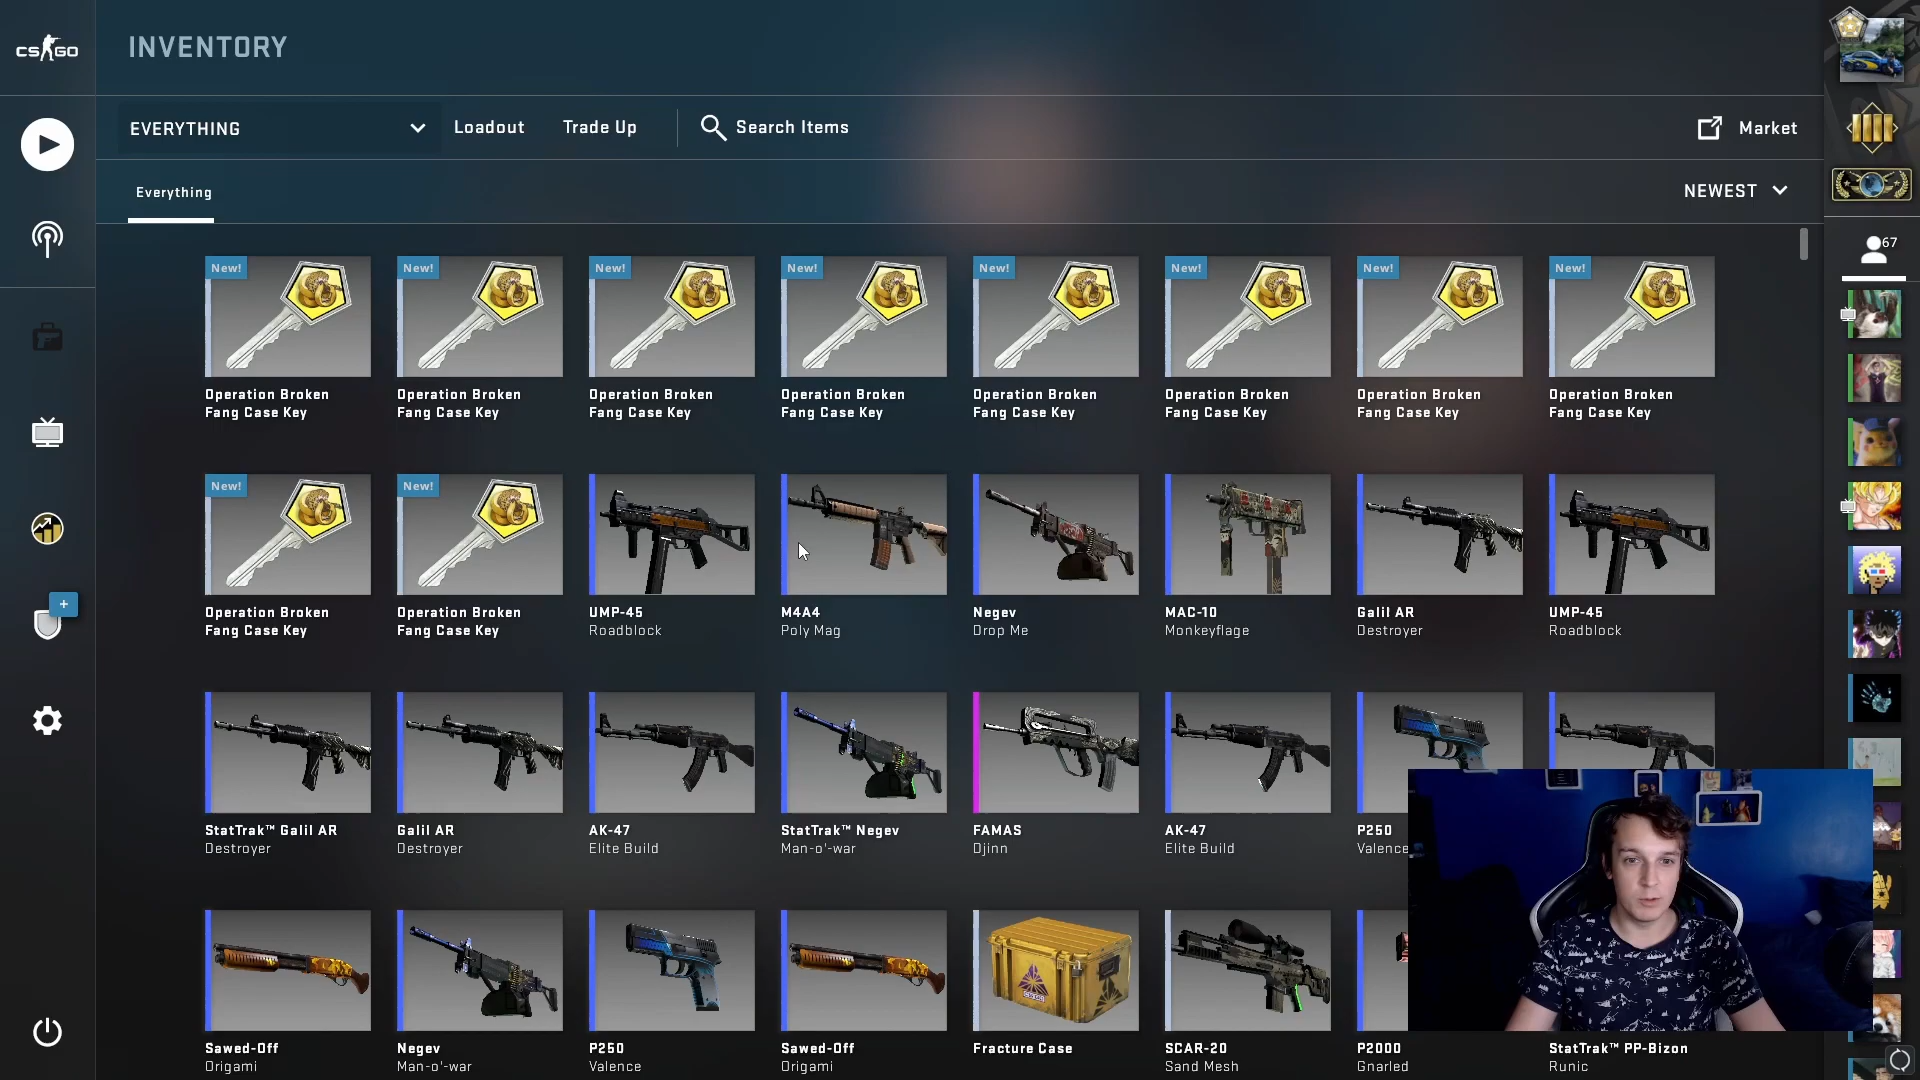 CS GO
INVENTORY
EVERYTHING
Loadout
Trade Up
Search Items
Market
Everything
NEWEST
67
New!
New!
New!
New!
New!
New!
New!
New!
Operation Broken
Fang Case Key
Operation Broken
Fang Case Key
Operation Broken
Fang Case Key
Operation Broken
Fang Case Key
Operation Broken
Fang Case Key
Operation Broken
Fang Case Key
Operation Broken
Fang Case Key
Operation Broken
Fang Case Key
New!
New!
+
Operation Broken
Fang Case Key
Operation Broken
Fang Case Key
UMP-45
Roadblock
M4A4
Poly Mag
Negev
Drop Me
MAC-10
Monkeyflage
Galil AR
Destroyer
UMP-45
Roadblock
StatTrak™ Galil AR
Destroyer
Galil AR
Destroyer
AK-47
Elite Build
StatTrak™ Negev
Man-o'-war
FAMAS
Djinn
AK-47
Elite Build
P250
Valence
Sawed-Off
Origami
Negev
Man-o'-war
P250
Valence
Sawed-Off
Origami
Fracture Case
SCAR-20
Sand Mesh
P2000
Gnarled
StatTrak™ PP-Bizon
Runic